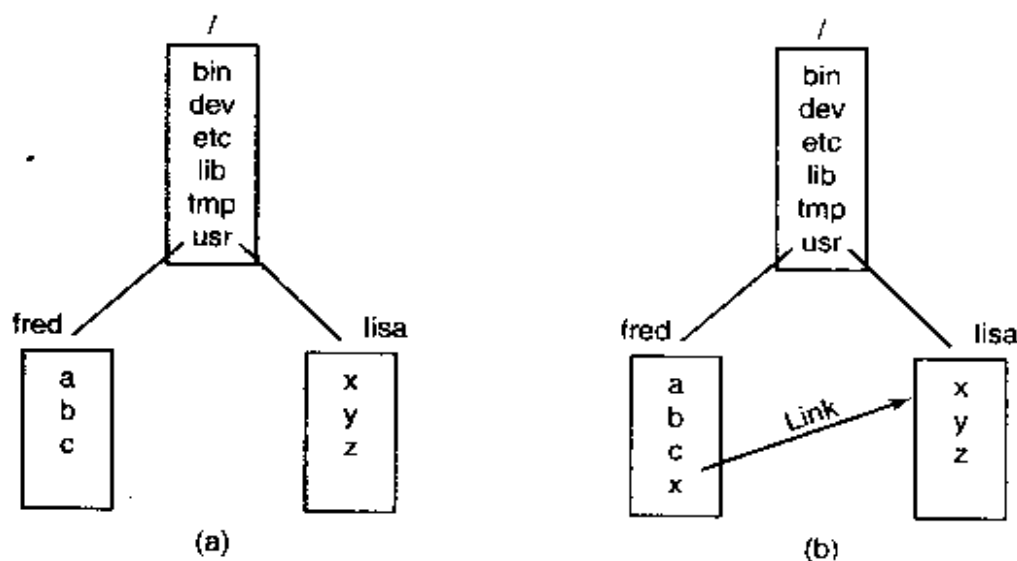 /
bin
dev
etc
lib
tmp
usr
fred
lisa
a
b
c
x
y
z
(a)
/
bin
dev
etc
lib
tmp
usr
fred
lisa
a
b
c
x
Link
x
y
z
(b)